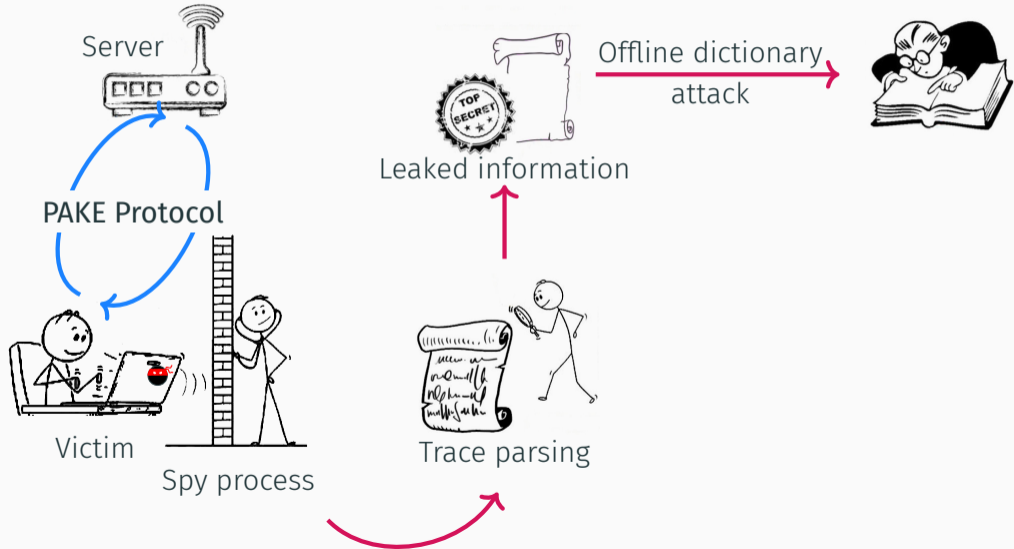 Server
PAKE Protocol
Victim
Spy process
Trace parsing
TOP
SECRET
Leaked information
Offline dictionary
attack